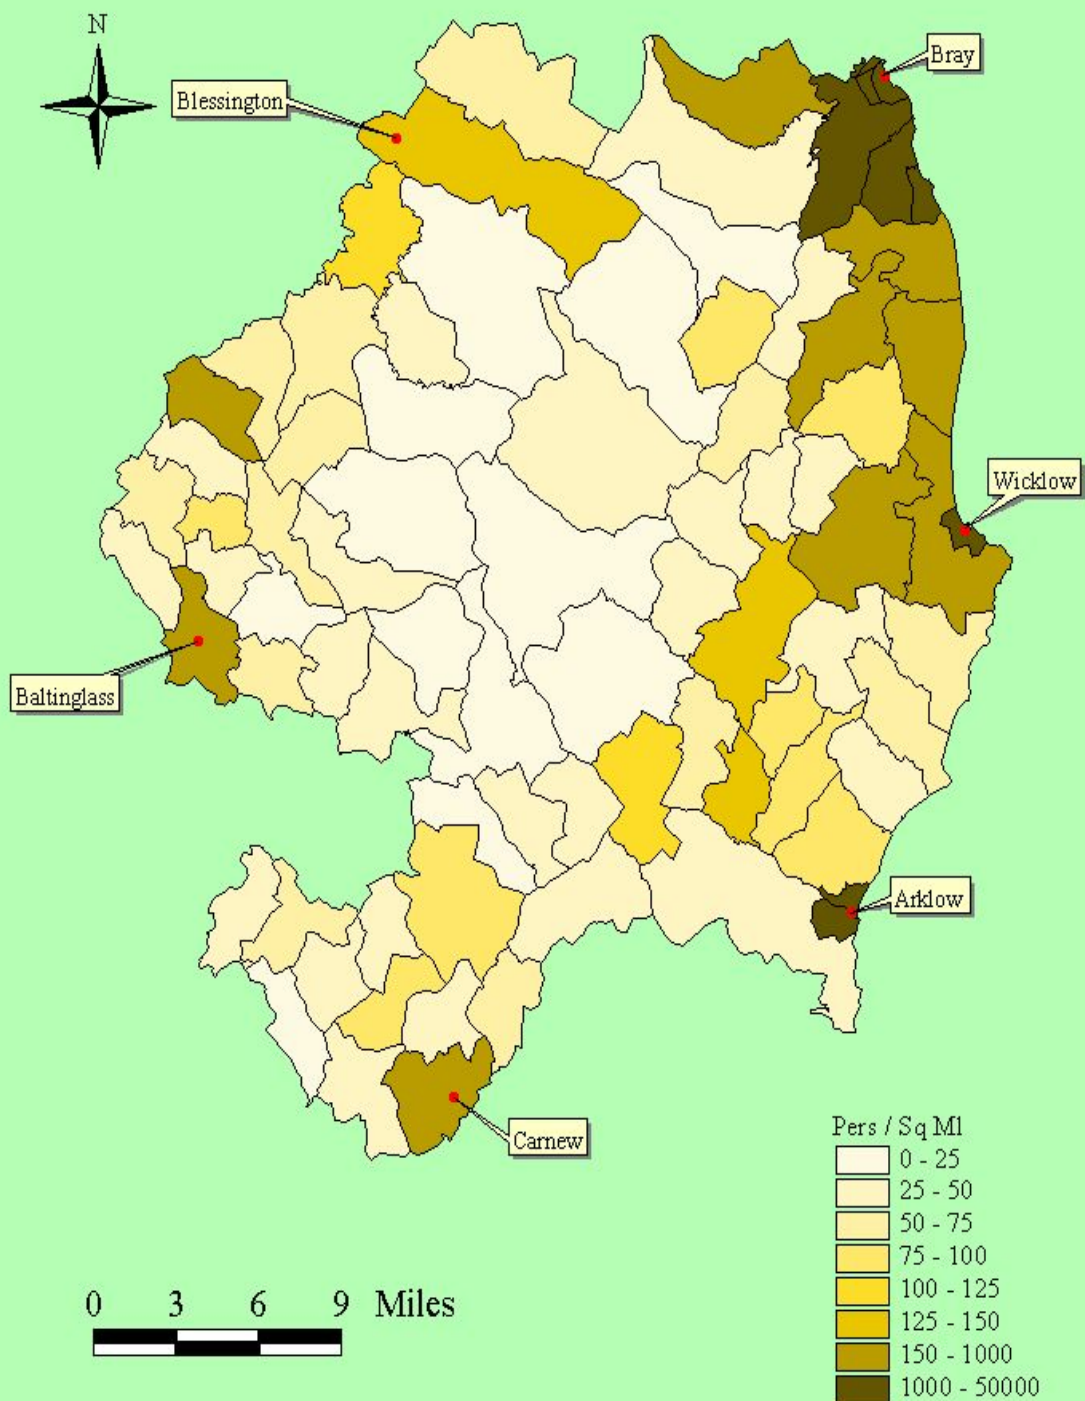 N
Bray
Blessington
Wicklow
Baltinglass
Arklow
Carnew
Pers / Sq Ml
0 - 25
25 - 50
50 - 75
75 - 100
100 - 125
125 - 150
150 - 1000
1000 - 50000
0 3 6 9 Miles